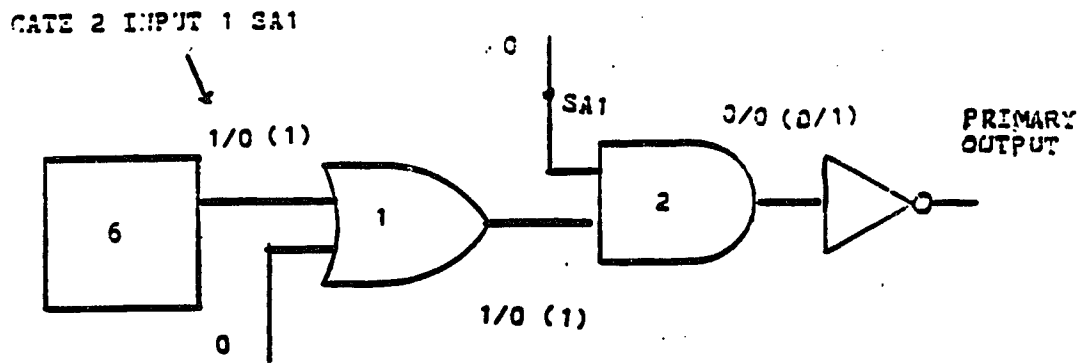 GATE 2 INPUT 1 SA1
0
SA1
0/0 (0/1)
PRIMARY
OUTPUT
1/0 (1)
6
1
2
1/0 (1)
0